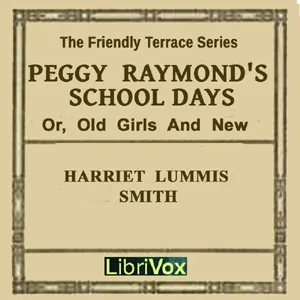 The Friendly Terrace Series
PEGGY RAYMOND'S
SCHOOL DAYS
Or, Old Girls And New
HARRIET LUMMIS
SMITH
LibriVox